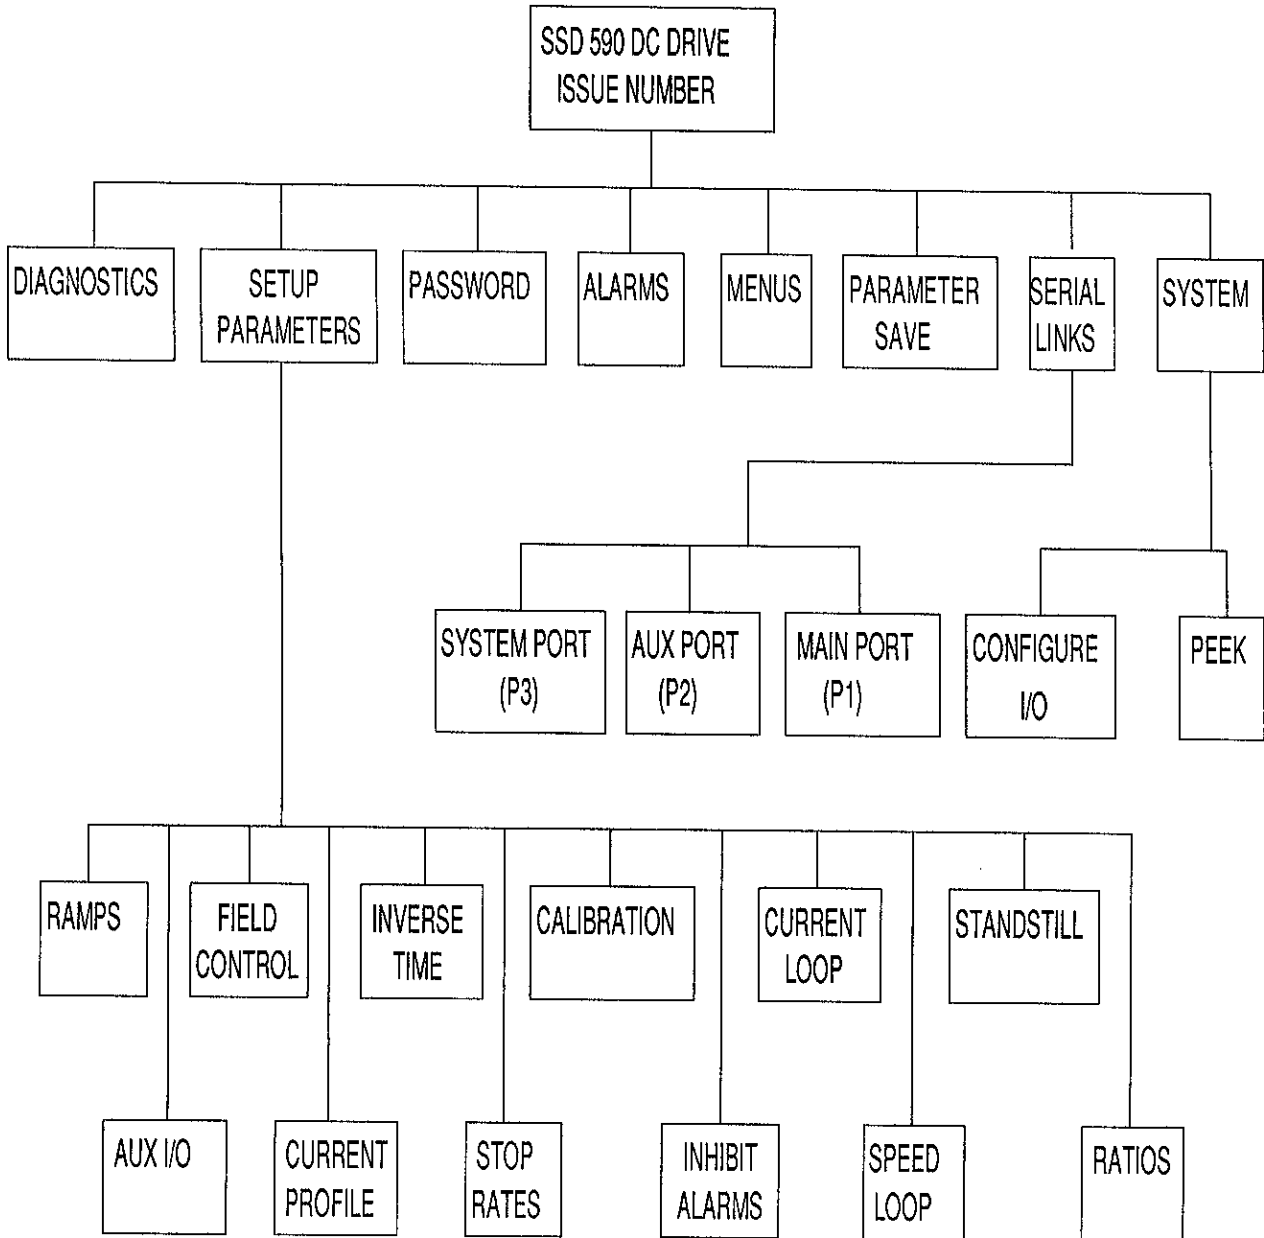 SSD 590 DC DRIVE
ISSUE NUMBER
DIAGNOSTICS
SETUP
PARAMETERS
PASSWORD
ALARMS
MENUS
PARAMETER
SAVE
SERIAL
LINKS
SYSTEM
SYSTEM PORT
(P3)
AUX PORT
(P2)
MAIN PORT
(P1)
CONFIGURE
I/O
PEEK
RAMPS
FIELD
CONTROL
INVERSE
TIME
CALIBRATION
CURRENT
LOOP
STANDSTILL
AUX I/O
CURRENT
PROFILE
STOP
RATES
INHIBIT
ALARMS
SPEED
LOOP
RATIOS